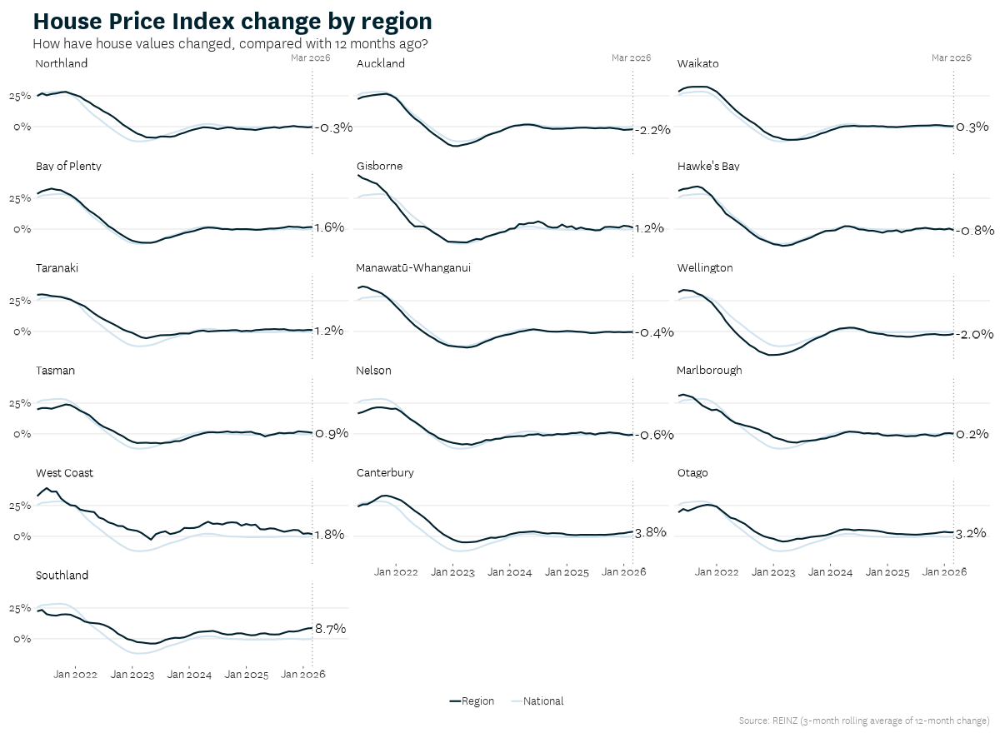 House Price Index change by region
How have house values changed, compared with 12 months ago?
Mar 2026 Mar 2026 Mar 2026
Northland Auckland Waikato
25%
0%
-0.3% -2.2% 0.3%
Bay of Plenty Gisborne Hawke's Bay
25%
0%
1.6% 1.2% -0.8%
Taranaki Manawatū-Whanganui Wellington
25%
0%
1.2% -0.4% -2.0%
Tasman Nelson Marlborough
25%
0%
0.9% -0.6% 0.2%
West Coast Canterbury Otago
25%
0%
1.8% 3.8% 3.2%
Jan 2022 Jan 2023 Jan 2024 Jan 2025 Jan 2026 Jan 2022 Jan 2023 Jan 2024 Jan 2025 Jan 2026
Southland
25%
0%
8.7%
Jan 2022 Jan 2023 Jan 2024 Jan 2025 Jan 2026
Region National
Source: REINZ (3-month rolling average of 12-month change)